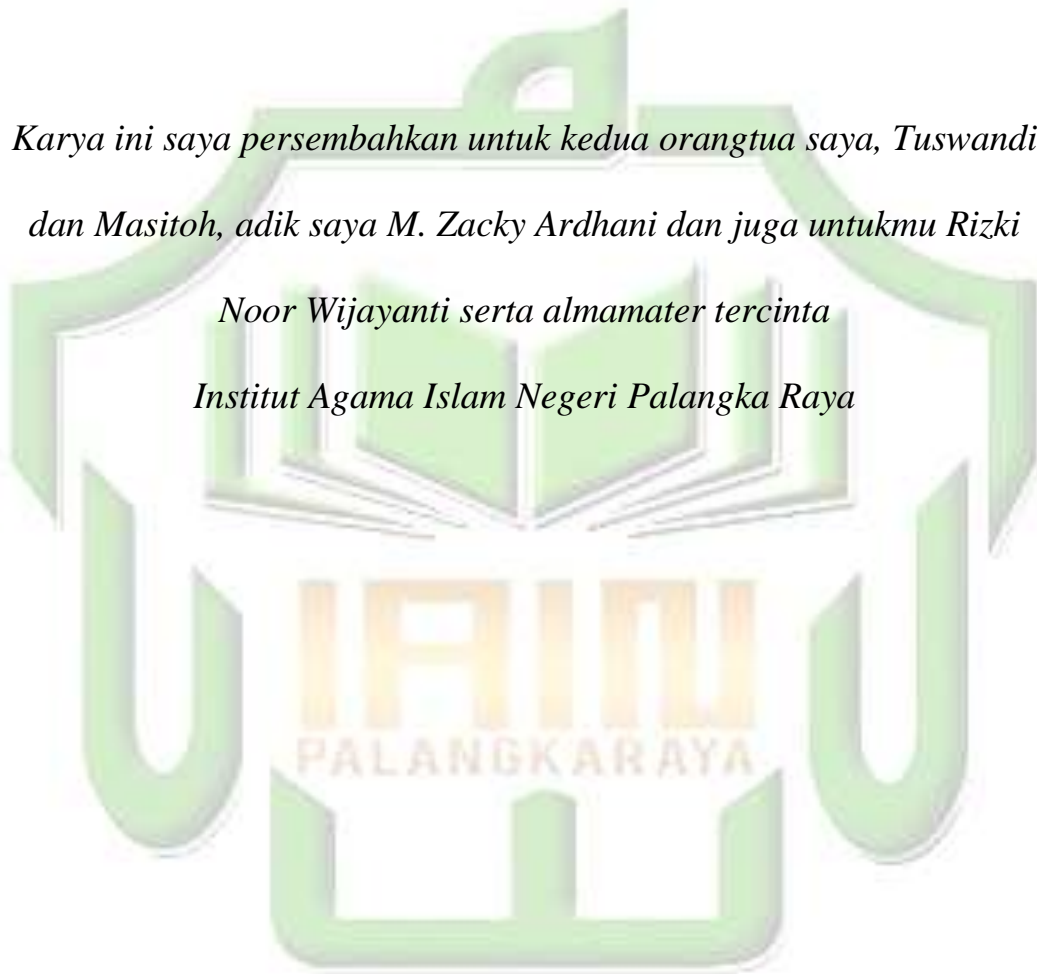 Karya ini saya persembahkan untuk kedua orangtua saya, Tuswandi
dan Masitoh, adik saya M. Zacky Ardhani dan juga untukmu Rizki
Noor Wijayanti serta almamater tercinta
Institut Agama Islam Negeri Palangka Raya
IAIN
PALANGKARAYA